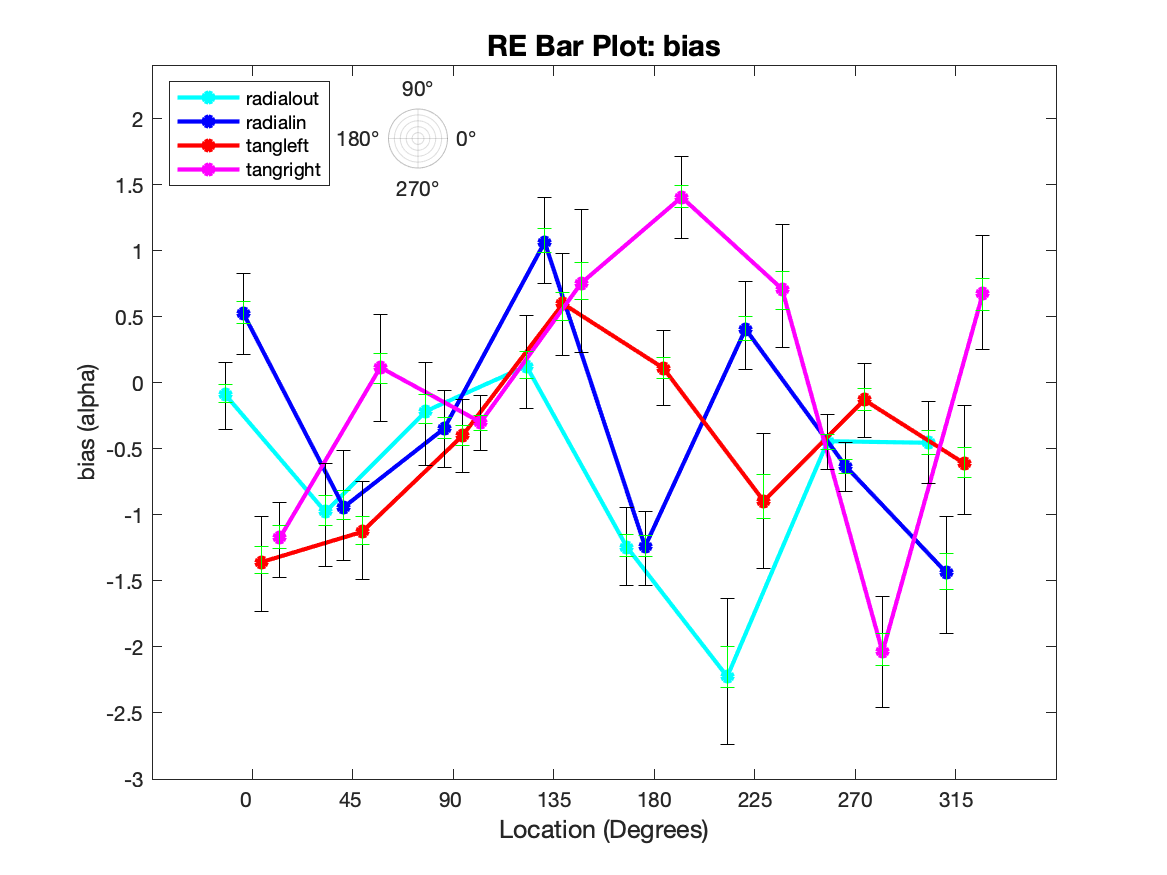 RE Bar Plot: bias
radialout
radialin
tangleft
tangright
90°
180°
0°
270°
bias (alpha)
2
1.5
1
0.5
0
-0.5
-1
-1.5
-2
-2.5
-3
0 45 90 135 180 225 270 315
Location (Degrees)